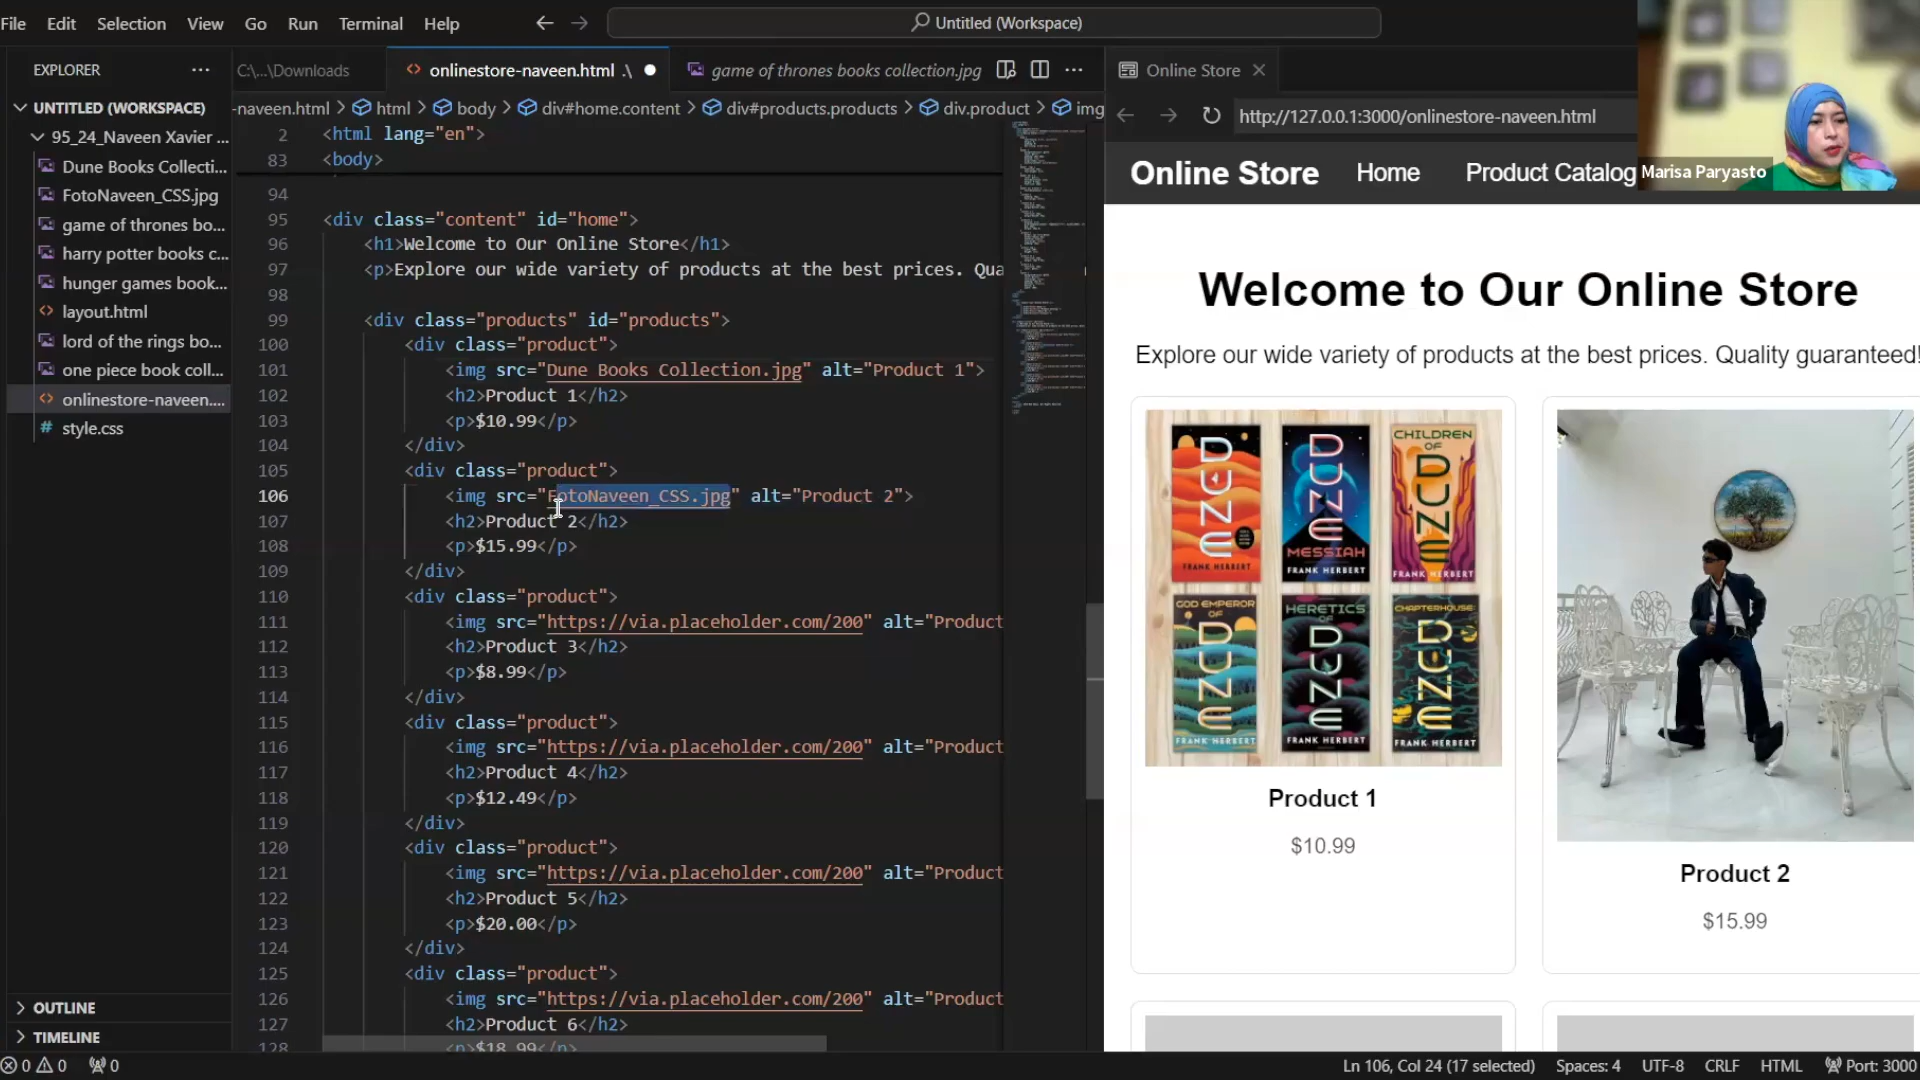 File Edit Selection View Go Run Terminal Help
Untitled (Workspace)
EXPLORER
UNTITLED (WORKSPACE)
95_24_Naveen Xavier ...
Dune Books Collecti...
FotoNaveen_CSS.jpg
game of thrones bo...
harry potter books c...
hunger games book...
layout.html
lord of the rings bo...
one piece book coll...
onlinestore-naveen....
style.css
OUTLINE
TIMELINE
C:\...\Downloads
onlinestore-naveen.html .\
game of thrones books collection.jpg
-naveen.html > html > body > div#home.content > div#products.products > div.product > img
2 <html lang="en">
83 <body>
94
95 <div class="content" id="home">
96 <h1>Welcome to Our Online Store</h1>
97 <p>Explore our wide variety of products at the best prices. Qua
98
99 <div class="products" id="products">
100 <div class="product">
101 <img src="Dune Books Collection.jpg" alt="Product 1">
102 <h2>Product 1</h2>
103 <p>$10.99</p>
104 </div>
105 <div class="product">
106 <img src="FotoNaveen_CSS.jpg" alt="Product 2">
107 <h2>Product 2</h2>
108 <p>$15.99</p>
109 </div>
110 <div class="product">
111 <img src="https://via.placeholder.com/200" alt="Product
112 <h2>Product 3</h2>
113 <p>$8.99</p>
114 </div>
115 <div class="product">
116 <img src="https://via.placeholder.com/200" alt="Product
117 <h2>Product 4</h2>
118 <p>$12.49</p>
119 </div>
120 <div class="product">
121 <img src="https://via.placeholder.com/200" alt="Product
122 <h2>Product 5</h2>
123 <p>$20.00</p>
124 </div>
125 <div class="product">
126 <img src="https://via.placeholder.com/200" alt="Product
127 <h2>Product 6</h2>
128 <p>$18.99</p>
Online Store
http://127.0.0.1:3000/onlinestore-naveen.html
Marisa Paryasto
Online Store Home Product Catalog
Welcome to Our Online Store
Explore our wide variety of products at the best prices. Quality guaranteed!
DUNE
FRANK HERBERT
DUNE
MESSIAH
FRANK HERBERT
CHILDREN
OF
DUNE
FRANK HERBERT
GOD EMPEROR
OF
DUNE
FRANK HERBERT
HERETICS
OF
DUNE
FRANK HERBERT
CHAPTERHOUSE:
DUNE
FRANK HERBERT
Product 1
$10.99
Product 2
$15.99
0 0 0
Ln 106, Col 24 (17 selected) Spaces: 4 UTF-8 CRLF HTML Port: 3000